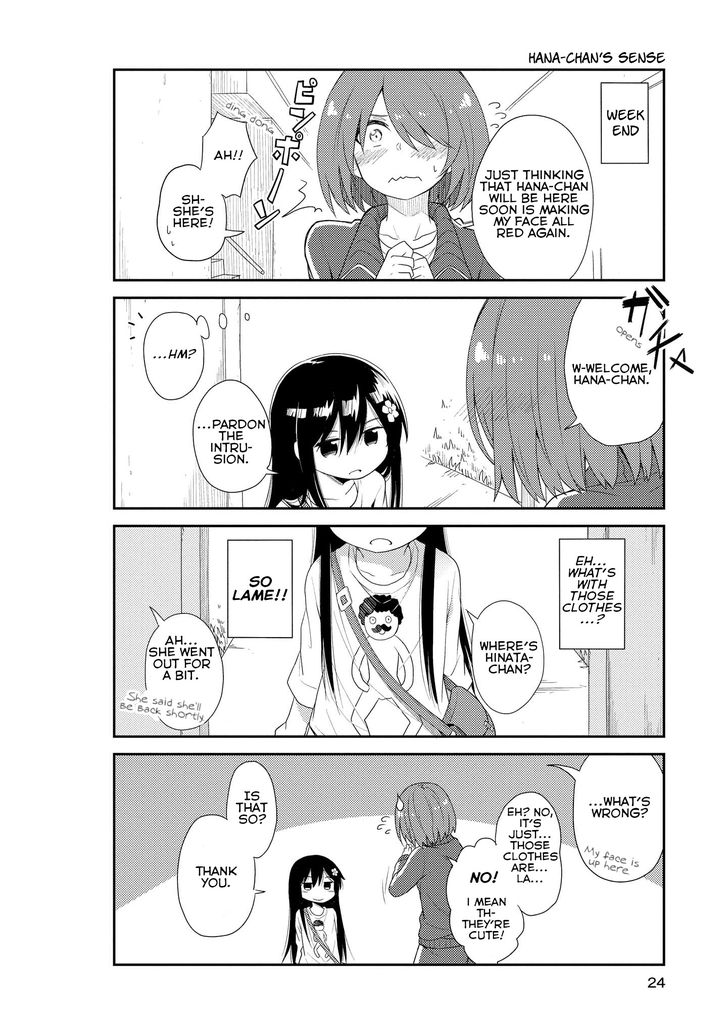 HANA-CHAN'S SENSE
WEEK
END
JUST THINKING
THAT HANA-CHAN
WILL BE HERE
SOON IS MAKING
MY FACE ALL
RED AGAIN.
ピンポーン
ding dong
AH!!
SH-
SHE'S
HERE!
ガチャ
opens
W-WELCOME,
HANA-CHAN.
...HM?
...PARDON
THE
INTRU-
SION.
EH...
WHAT'S
WITH
THOSE
CLOTHES
...?
WHERE'S
HINATA-
CHAN?
SO
LAME!!
AH...
SHE WENT
OUT FOR
A BIT.
She said she'll
be back shortly
...WHAT'S
WRONG?
My face is
up here
EH? NO,
IT'S
JUST...
THOSE
CLOTHES
ARE...
LA...
NO!
I MEAN
TH-
THEY'RE
CUTE!
IS
THAT
SO?
THANK
YOU.
24